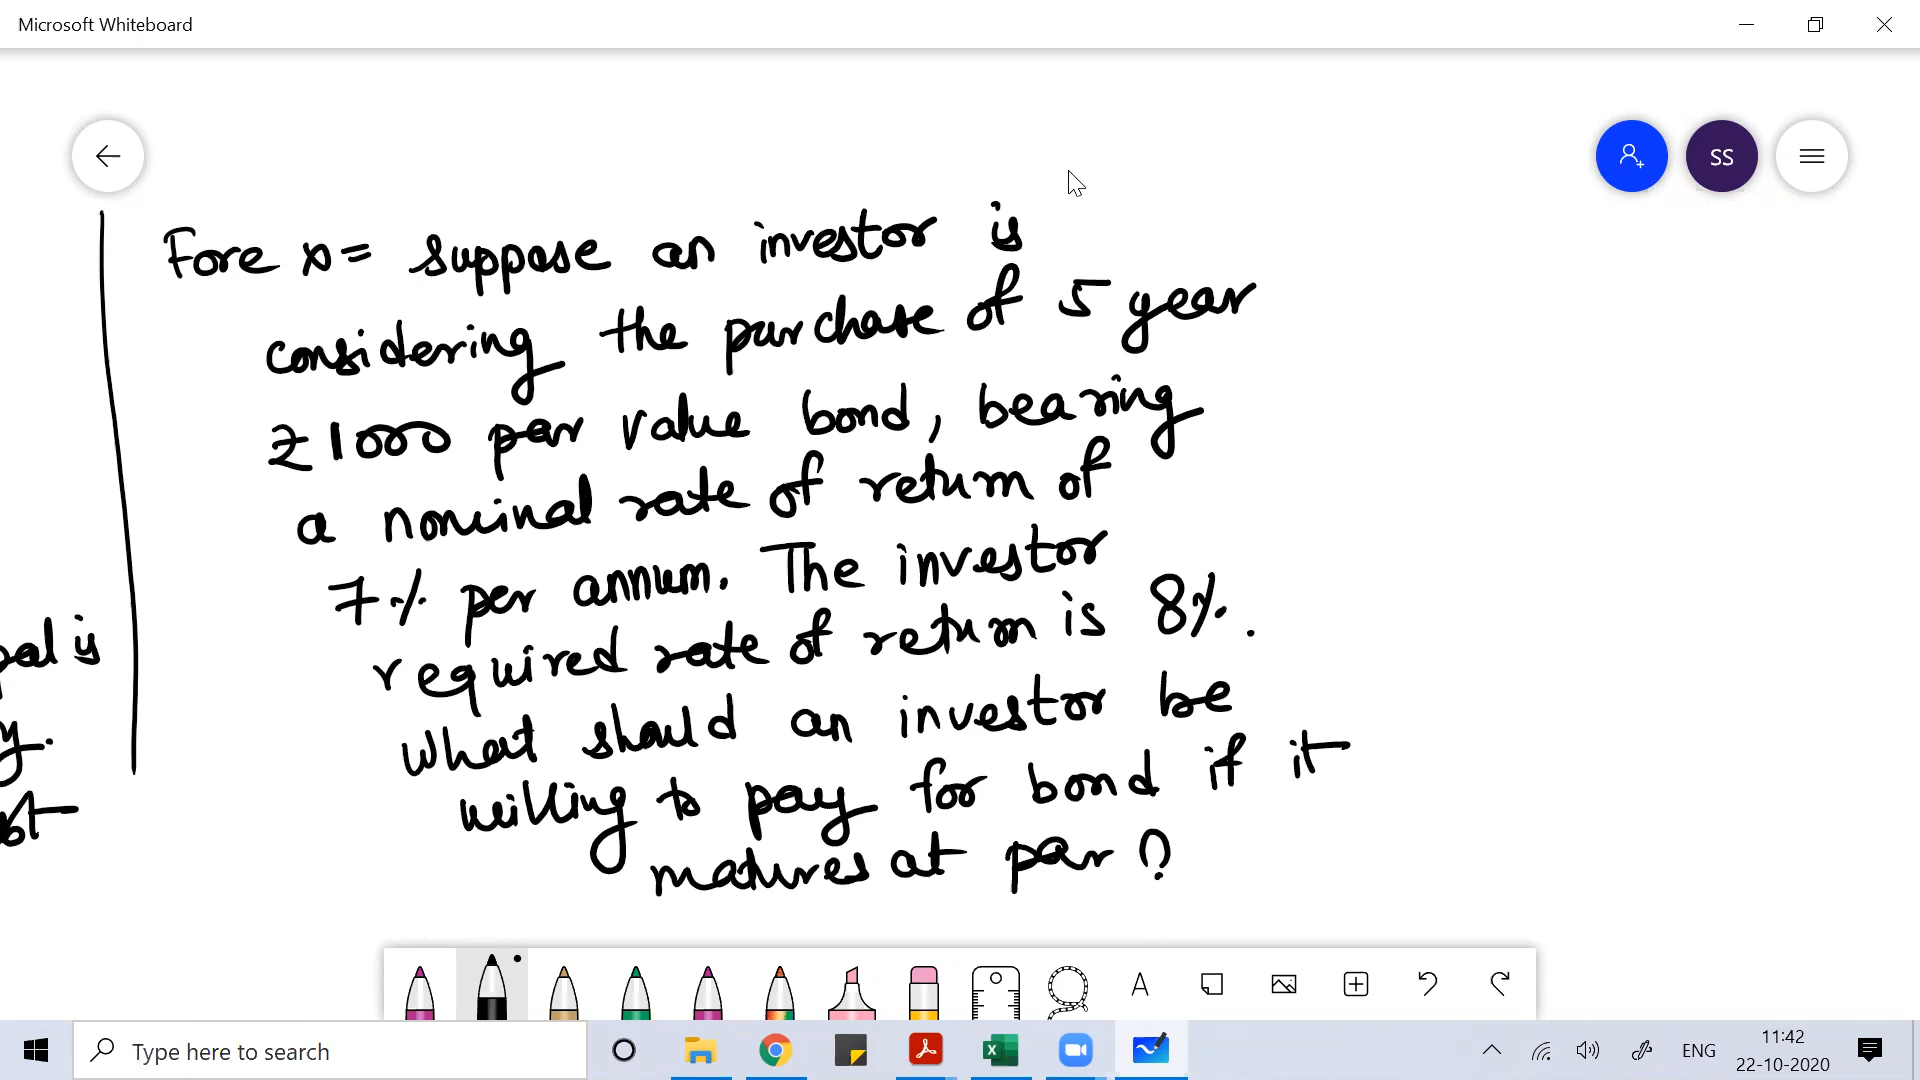 Microsoft Whiteboard
SS
Fore x = suppose an investor is
considering the purchase of 5 year
₹ 1000 par value bond, bearing
a nominal rate of return of
7% per annum. The investor
required rate of return is 8%.
what should an investor be
willing to pay for bond if it
matures at par?
al is
y.
Type here to search
ENG
11:42
22-10-2020